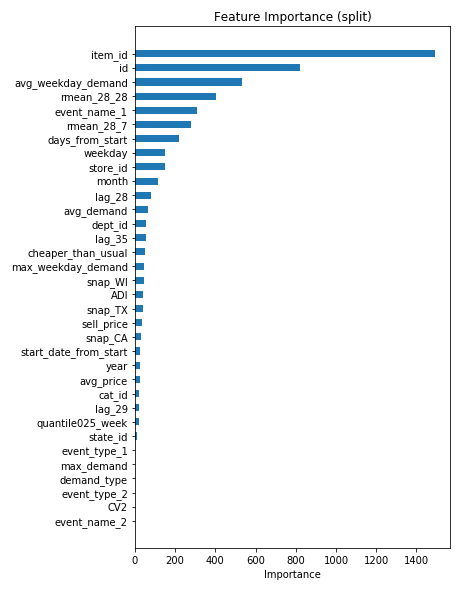 Feature Importance (split)
item_id
id
avg_weekday_demand
rmean_28_28
event_name_1
rmean_28_7
days_from_start
weekday
store_id
month
lag_28
avg_demand
dept_id
lag_35
cheaper_than_usual
max_weekday_demand
snap_WI
ADI
snap_TX
sell_price
snap_CA
start_date_from_start
year
avg_price
cat_id
lag_29
quantile025_week
state_id
event_type_1
max_demand
demand_type
event_type_2
CV2
event_name_2
0 200 400 600 800 1000 1200 1400
Importance